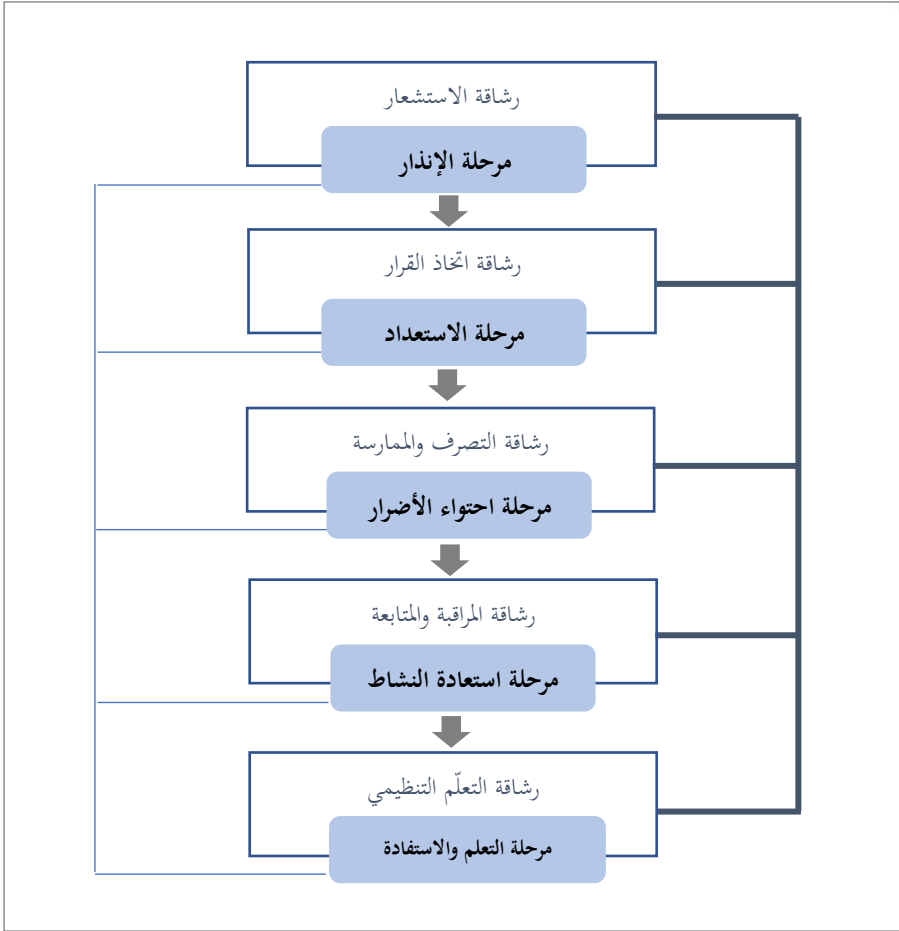 رشاقة الاستشعار
مرحلة الإنذار
رشاقة اتخاذ القرار
مرحلة الاستعداد
رشاقة التصرف والممارسة
مرحلة احتواء الأضرار
رشاقة المراقبة والمتابعة
مرحلة استعادة النشاط
رشاقة التعلّم التنظيمي
مرحلة التعلم والاستفادة